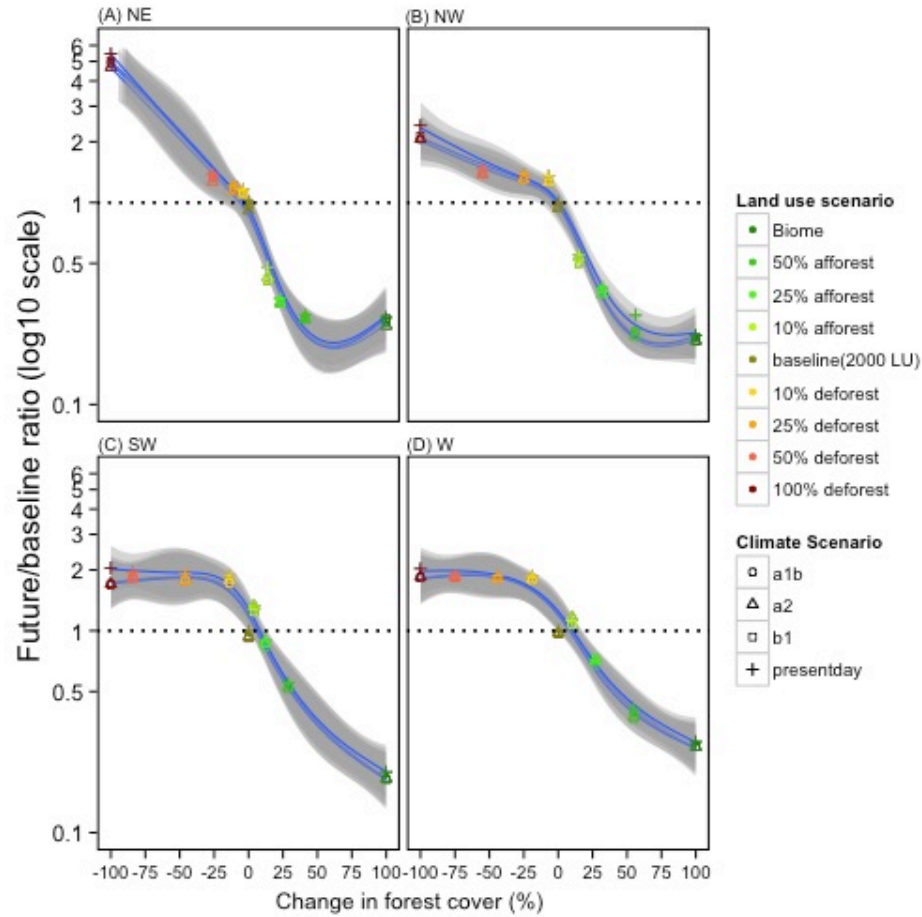 (A) NE
(B) NW
6
5
4
3
2
1
0.5
0.1
(C) SW
(D) W
6
5
4
3
2
1
0.5
0.1
-100 -75 -50 -25 0 25 50 75 100
-100 -75 -50 -25 0 25 50 75 100
Change in forest cover (%)
Future/baseline ratio (log10 scale)
Land use scenario
Biome
50% afforest
25% afforest
10% afforest
baseline(2000 LU)
10% deforest
25% deforest
50% deforest
100% deforest
Climate Scenario
a1b
a2
b1
presentday